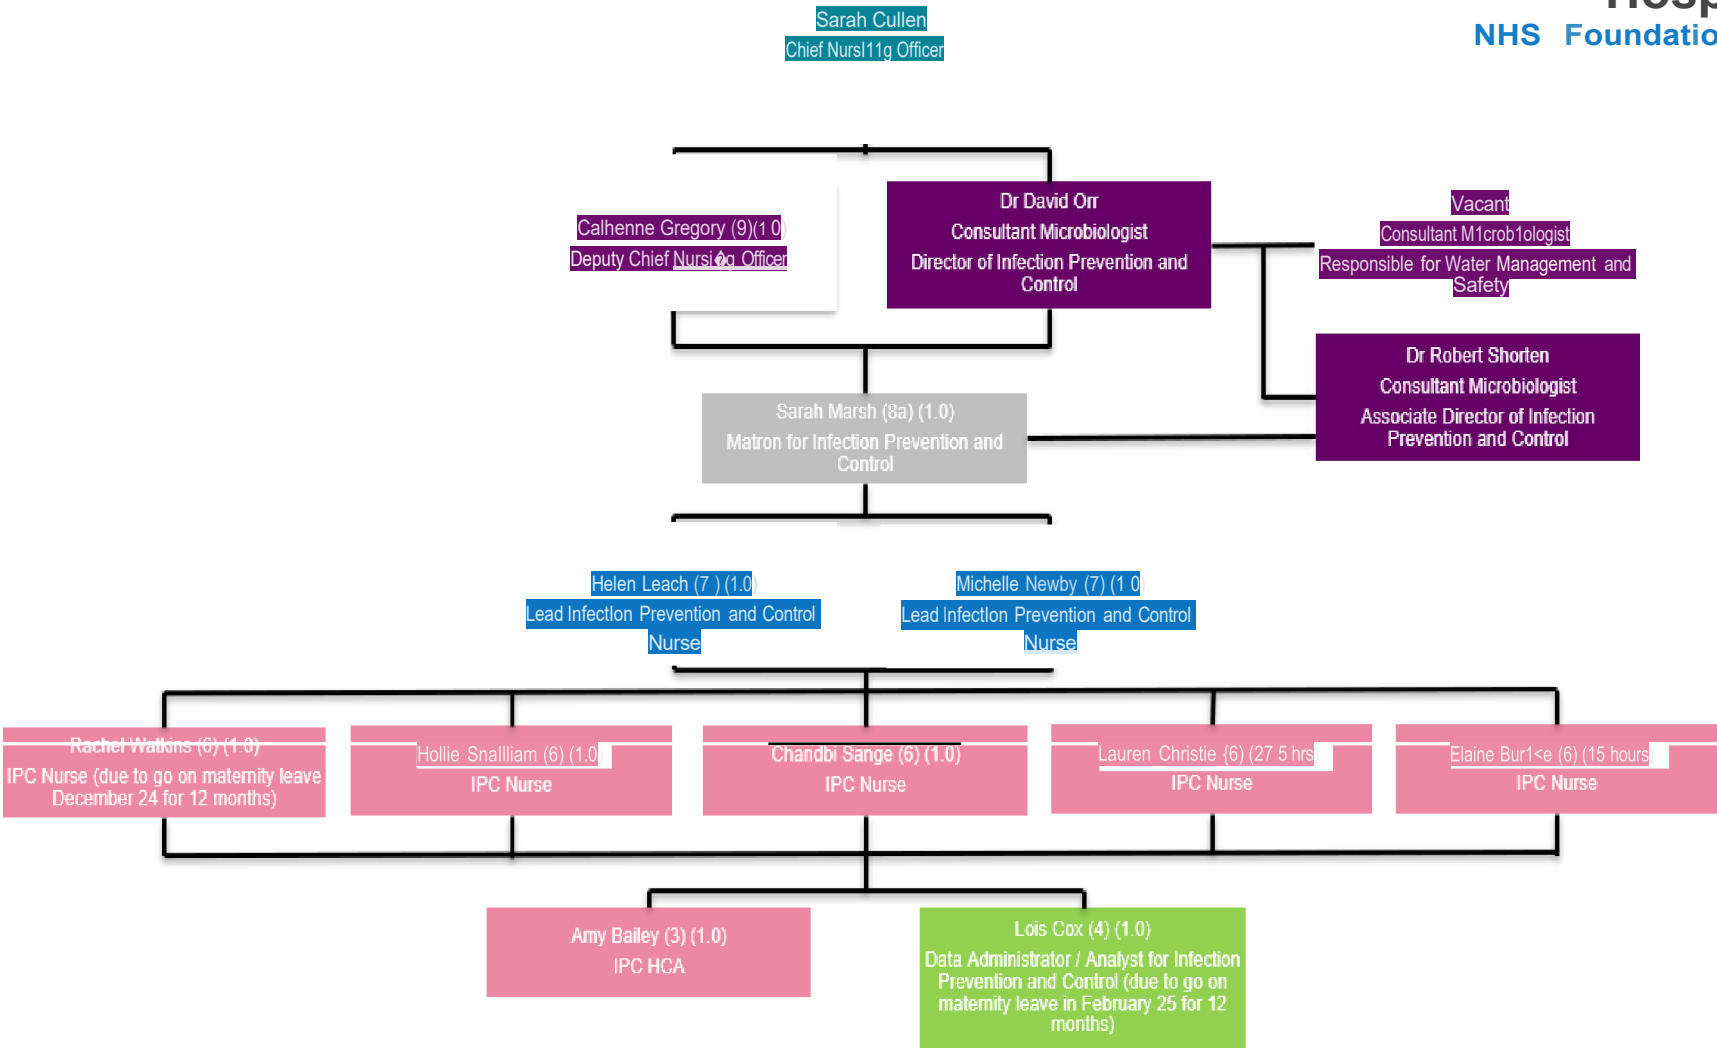 Hosp
NHS Foundatio
Sarah Cullen
Chief Nursl11g Officer
Calhenne Gregory (9)(1 0)
Deputy Chief Nursi�g Officer
Dr David Orr
Consultant Microbiologist
Director of Infection Prevention and
Control
Vacant
Consultant M1crob1ologist
Responsible for Water Management and
Safety
Dr Robert Shorten
Consultant Microbiologist
Associate Director of Infection
Prevention and Control
Sarah Marsh (8a) (1.0)
Matron for Infection Prevention and
Control
Helen Leach (7 ) (1.0)
Lead lnfectlon Prevention and Control
Nurse
Michelle Newby (7) (1 0)
Lead lnfectlon Prevention and Control
Nurse
Rachel Watkins (6) (1.0)
IPC Nurse (due to go on maternity leave
December 24 for 12 months)
Hollie Snallliam (6) (1.0
IPC Nurse
Chandbi Sange (6) (1.0)
IPC Nurse
Lauren Christie {6) (27 5 hrs)
IPC Nurse
Elaine Bur1<e (6) (15 hours)
IPC Nurse
Amy Bailey (3) (1.0)
IPC HCA
Lois Cox (4) (1.0)
Data Administrator / Analyst for Infection
Prevention and Control (due to go on
maternity leave in February 25 for 12
months)